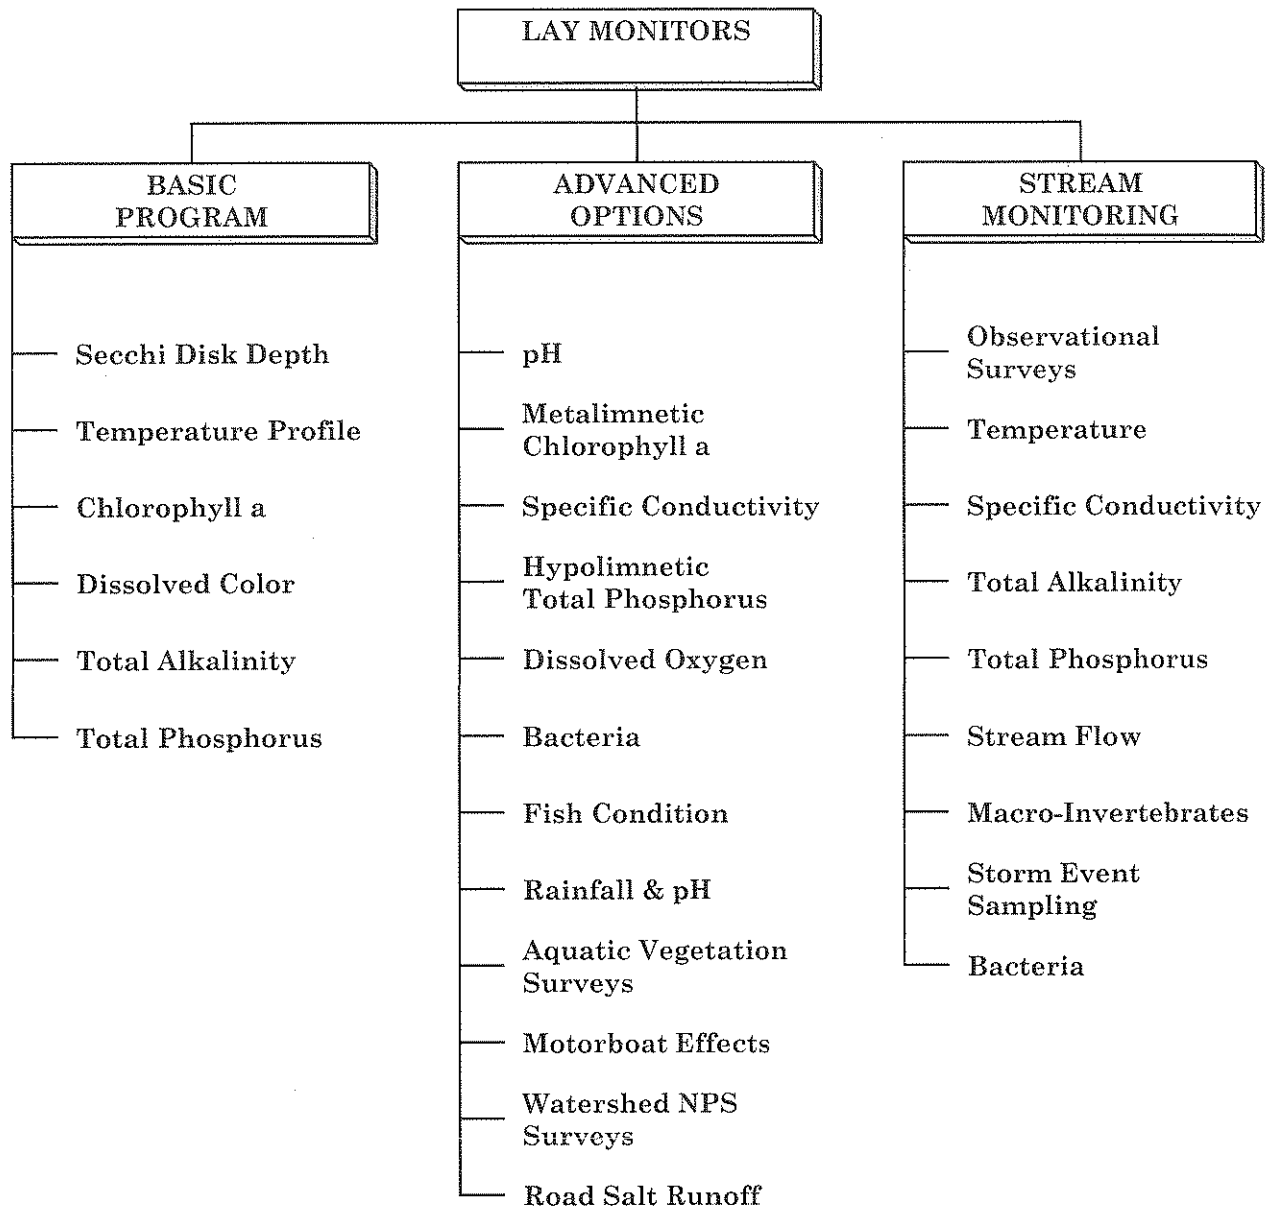 LAY MONITORS
BASIC
PROGRAM
Secchi Disk Depth
Temperature Profile
Chlorophyll a
Dissolved Color
Total Alkalinity
Total Phosphorus
ADVANCED
OPTIONS
pH
Metalimnetic
Chlorophyll a
Specific Conductivity
Hypolimnetic
Total Phosphorus
Dissolved Oxygen
Bacteria
Fish Condition
Rainfall & pH
Aquatic Vegetation
Surveys
Motorboat Effects
Watershed NPS
Surveys
Road Salt Runoff
STREAM
MONITORING
Observational
Surveys
Temperature
Specific Conductivity
Total Alkalinity
Total Phosphorus
Stream Flow
Macro-Invertebrates
Storm Event
Sampling
Bacteria